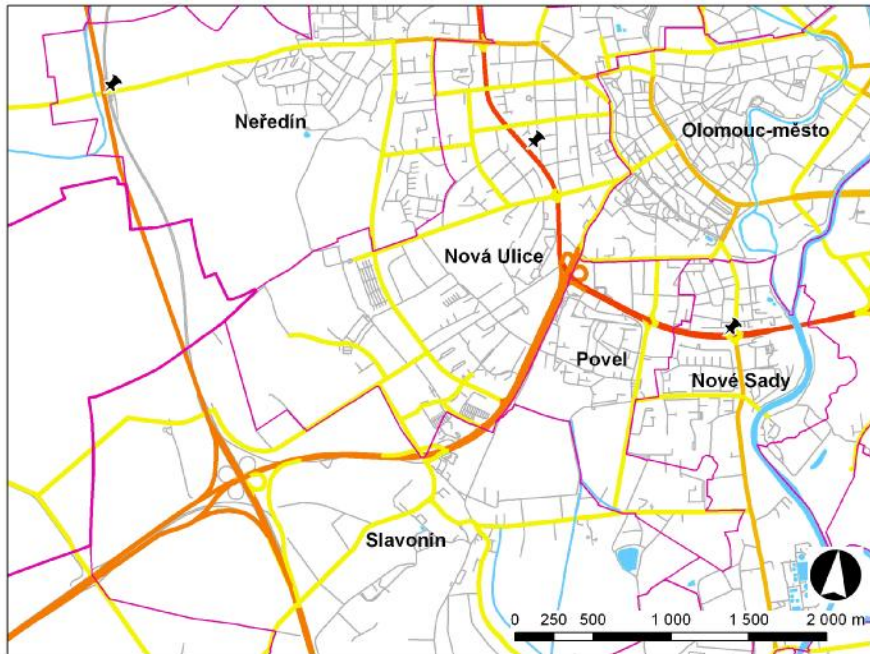 Neředín
Olomouc-město
Nová Ulice
Povel
Nové Sady
Slavonín
0 250 500 1 000 1 500 2 000 m